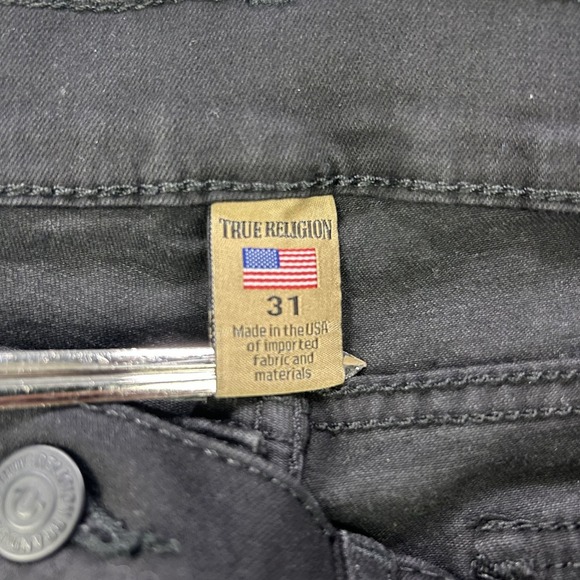 TRUE RELIGION
31
Made in the USA
of imported
fabric and
materials